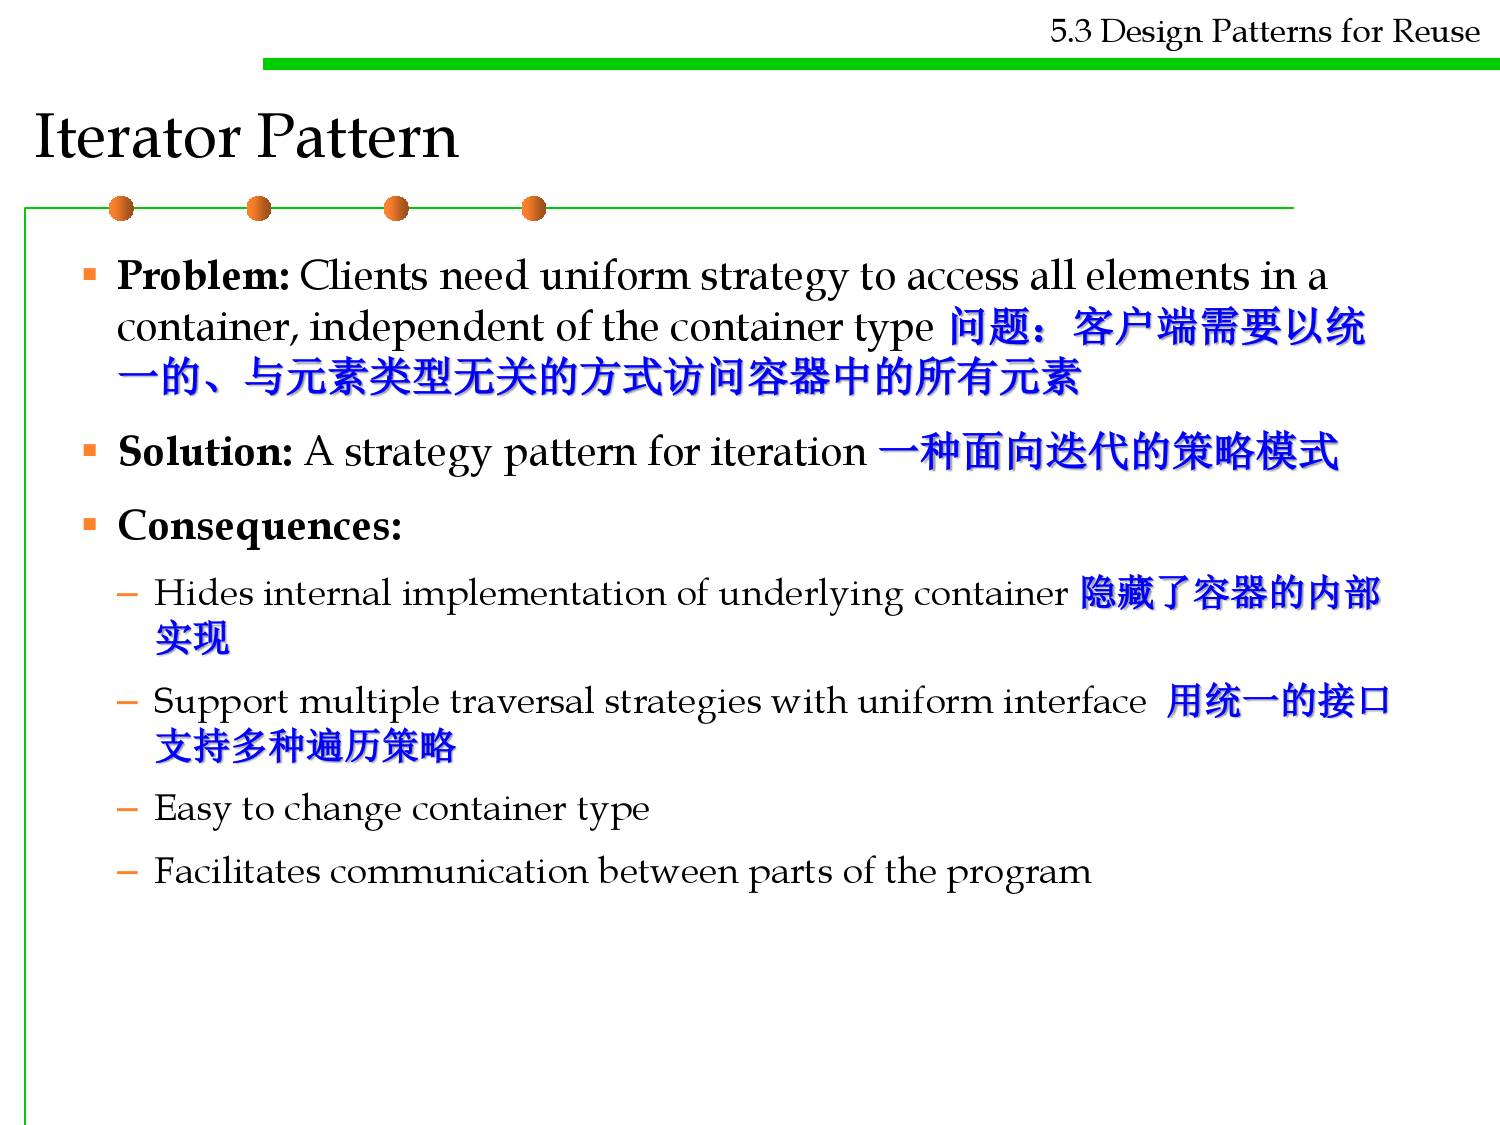 5.3 Design Patterns for Reuse
Iterator Pattern
▪ Problem: Clients need uniform strategy to access all elements in a
container, independent of the container type 问题：客户端需要以统
一的、与元素类型无关的方式访问容器中的所有元素
▪ Solution: A strategy pattern for iteration 一种面向迭代的策略模式
▪ Consequences:
– Hides internal implementation of underlying container 隐藏了容器的内部
实现
– Support multiple traversal strategies with uniform interface 用统一的接口
支持多种遍历策略
– Easy to change container type
– Facilitates communication between parts of the program